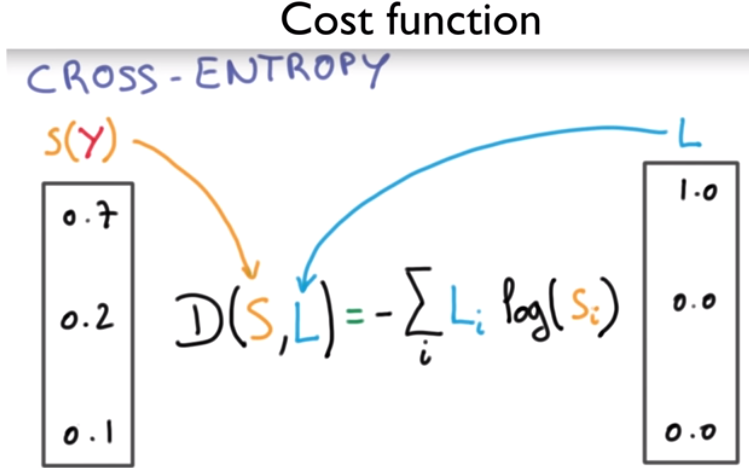 Cost function
CROSS-ENTROPY
S(Y)
L
0.7
0.2
0.1
D(S,L) = - ∑ᵢ Lᵢ log(Sᵢ)
1.0
0.0
0.0